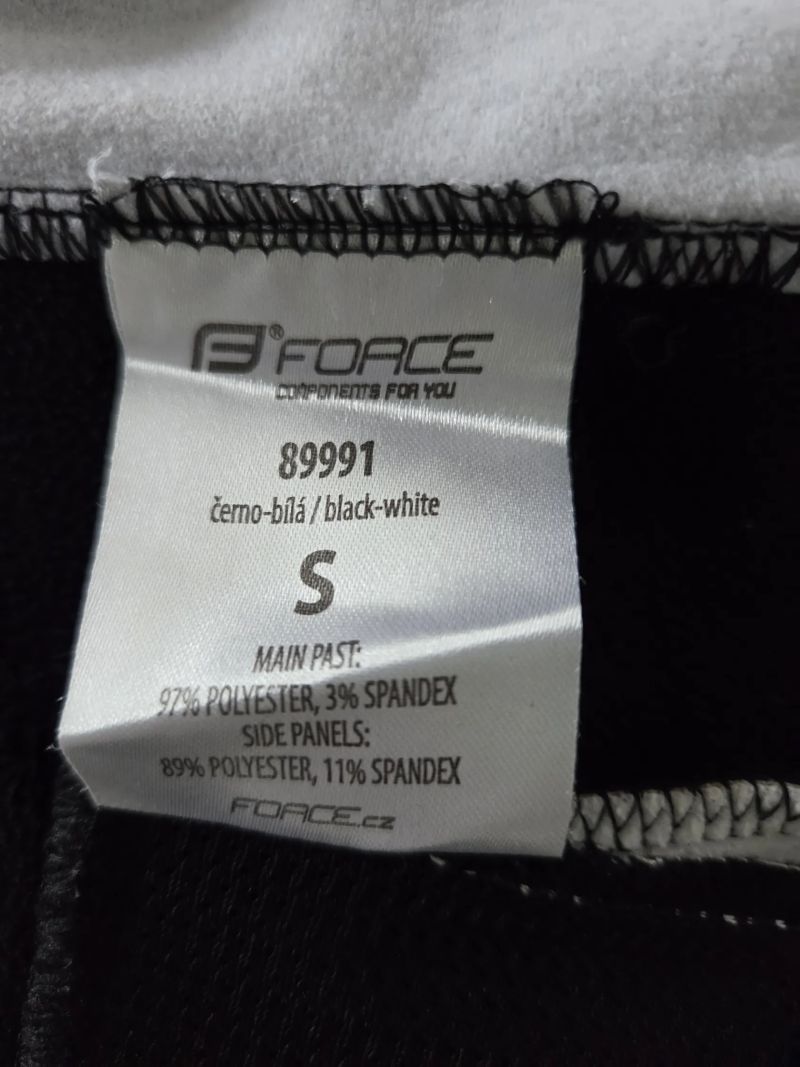 F® FORCE
COMPONENTS FOR YOU
89991
černo-bílá / black-white
S
MAIN PAST:
97% POLYESTER, 3% SPANDEX
SIDE PANELS:
89% POLYESTER, 11% SPANDEX
FORCE.cz